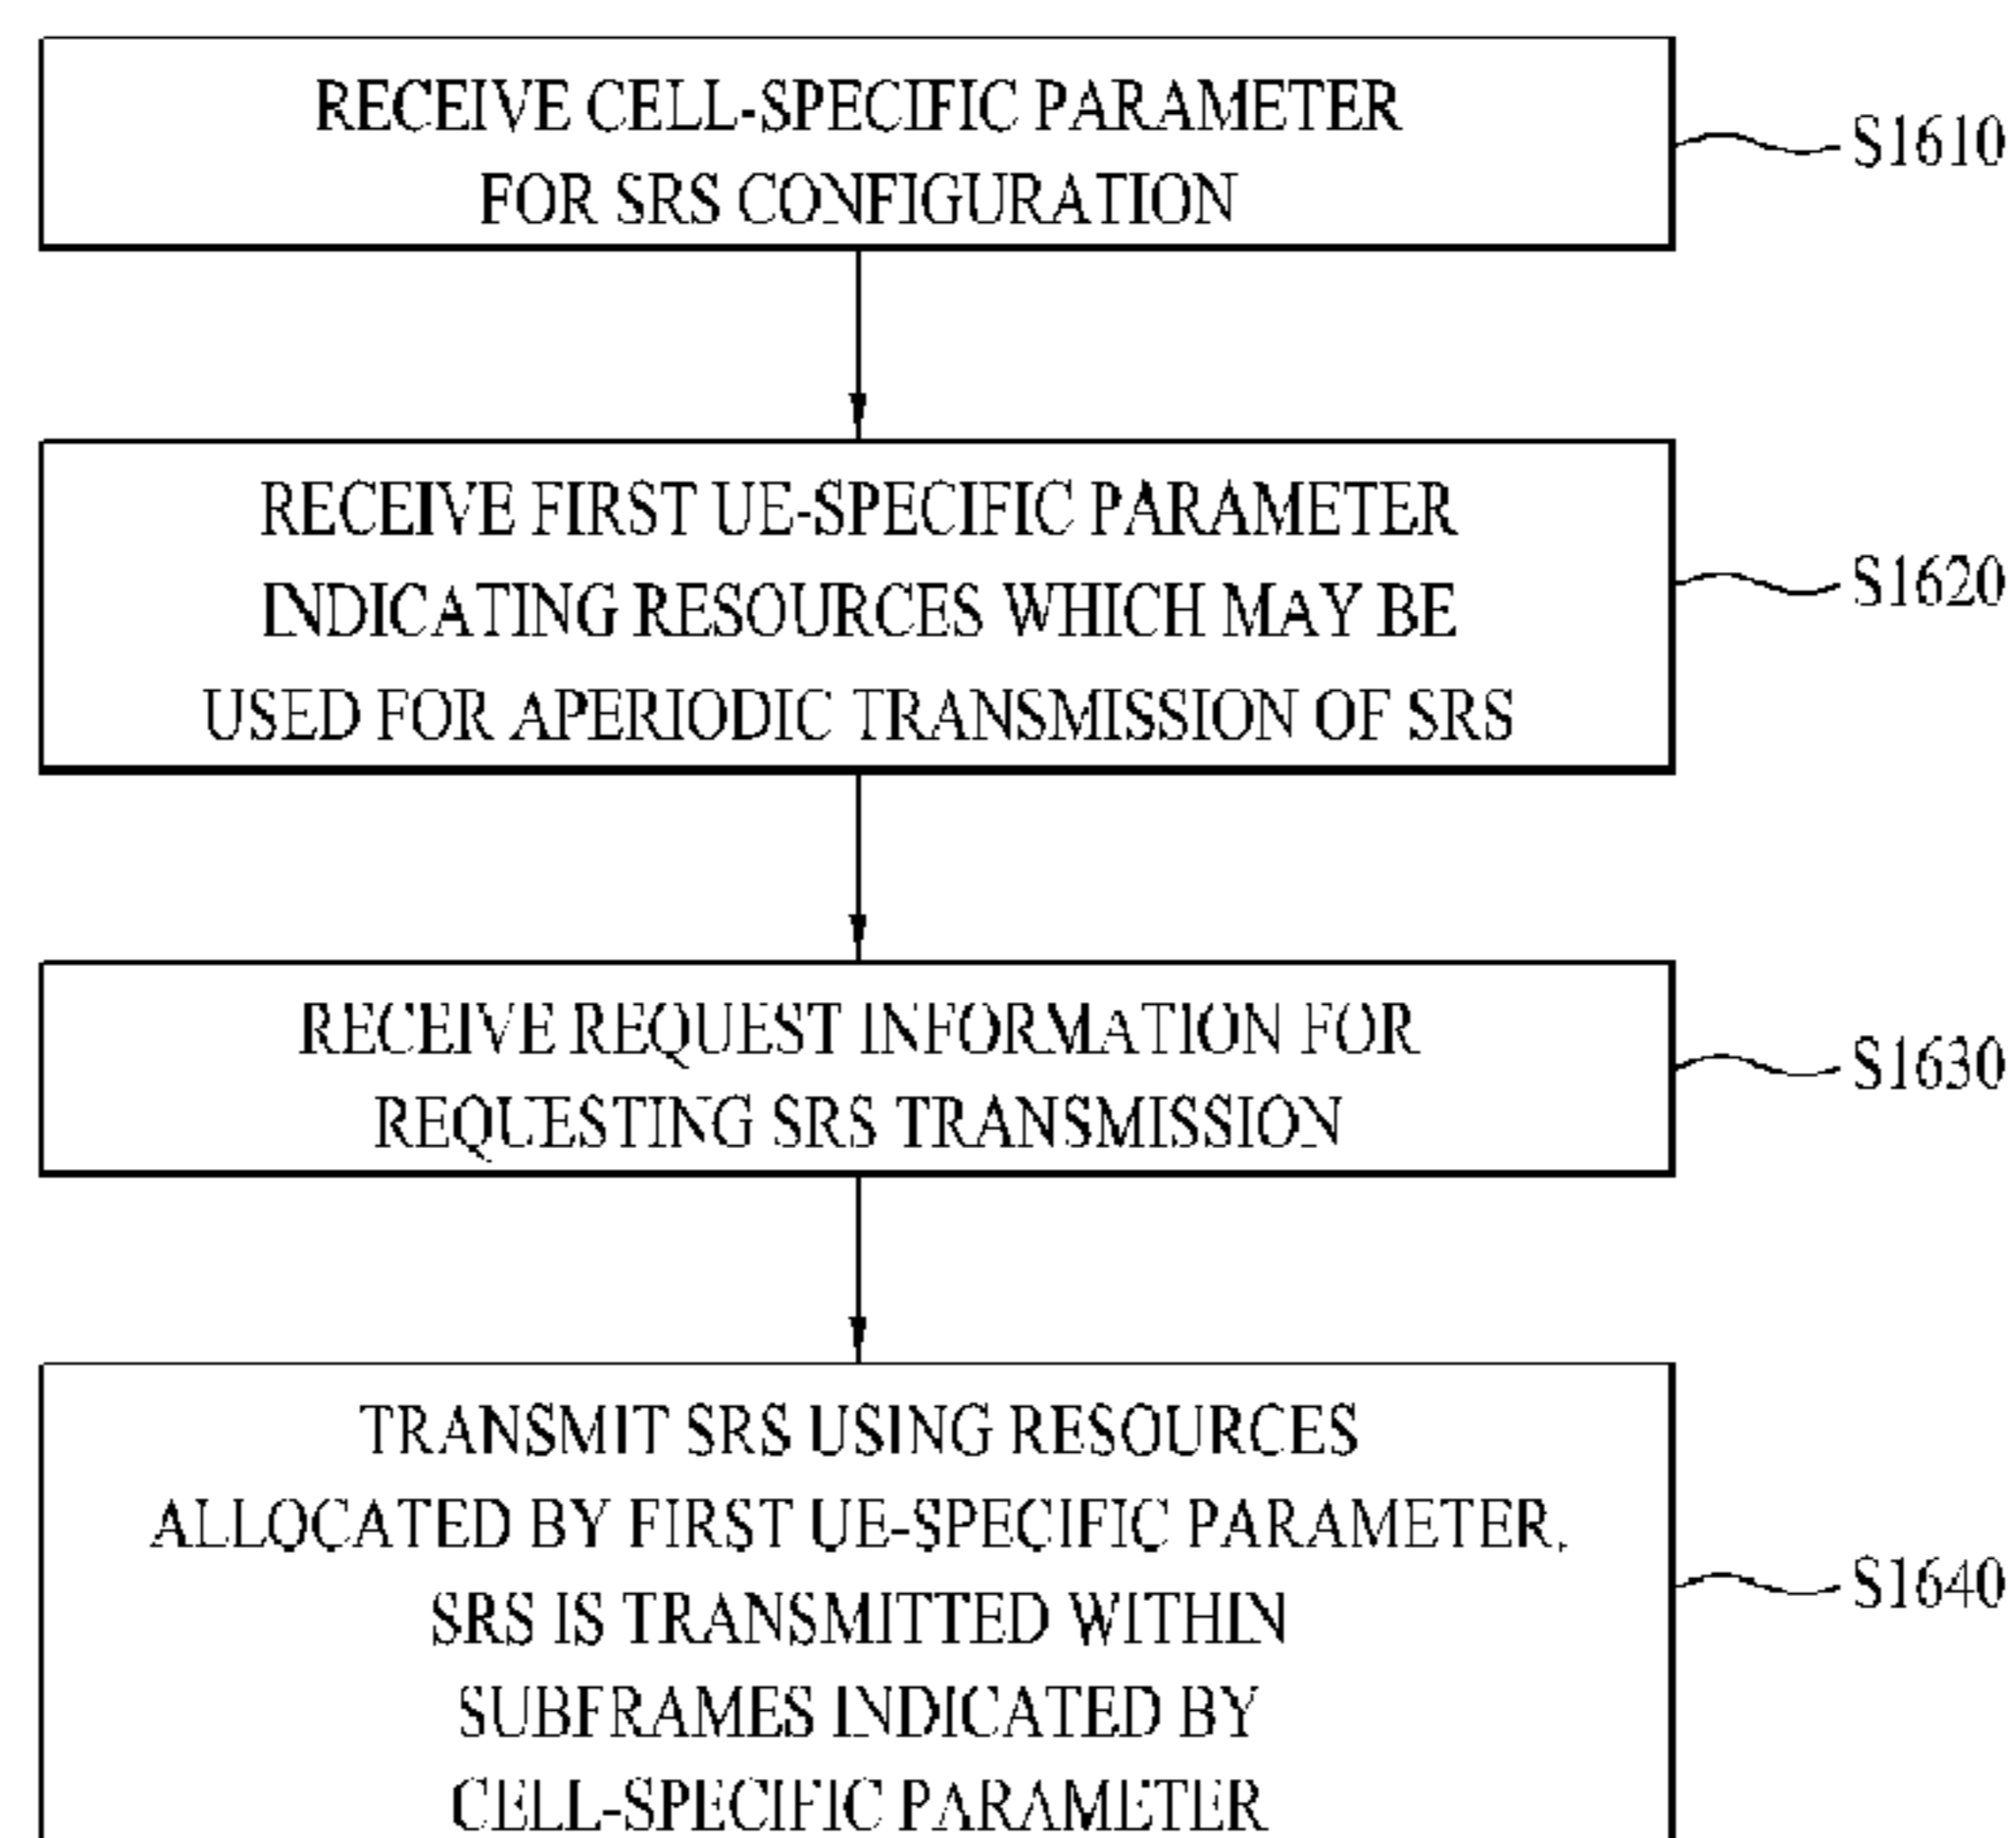 RECEIVE CELL-SPECIFIC PARAMETER
FOR SRS CONFIGURATION
S1610
RECEIVE FIRST UE-SPECIFIC PARAMETER
INDICATING RESOURCES WHICH MAY BE
USED FOR APERIODIC TRANSMISSION OF SRS
S1620
RECEIVE REQUEST INFORMATION FOR
REQUESTING SRS TRANSMISSION
S1630
TRANSMIT SRS USING RESOURCES
ALLOCATED BY FIRST UE-SPECIFIC PARAMETER,
SRS IS TRANSMITTED WITHIN
SUBFRAMES INDICATED BY
CELL-SPECIFIC PARAMETER
S1640